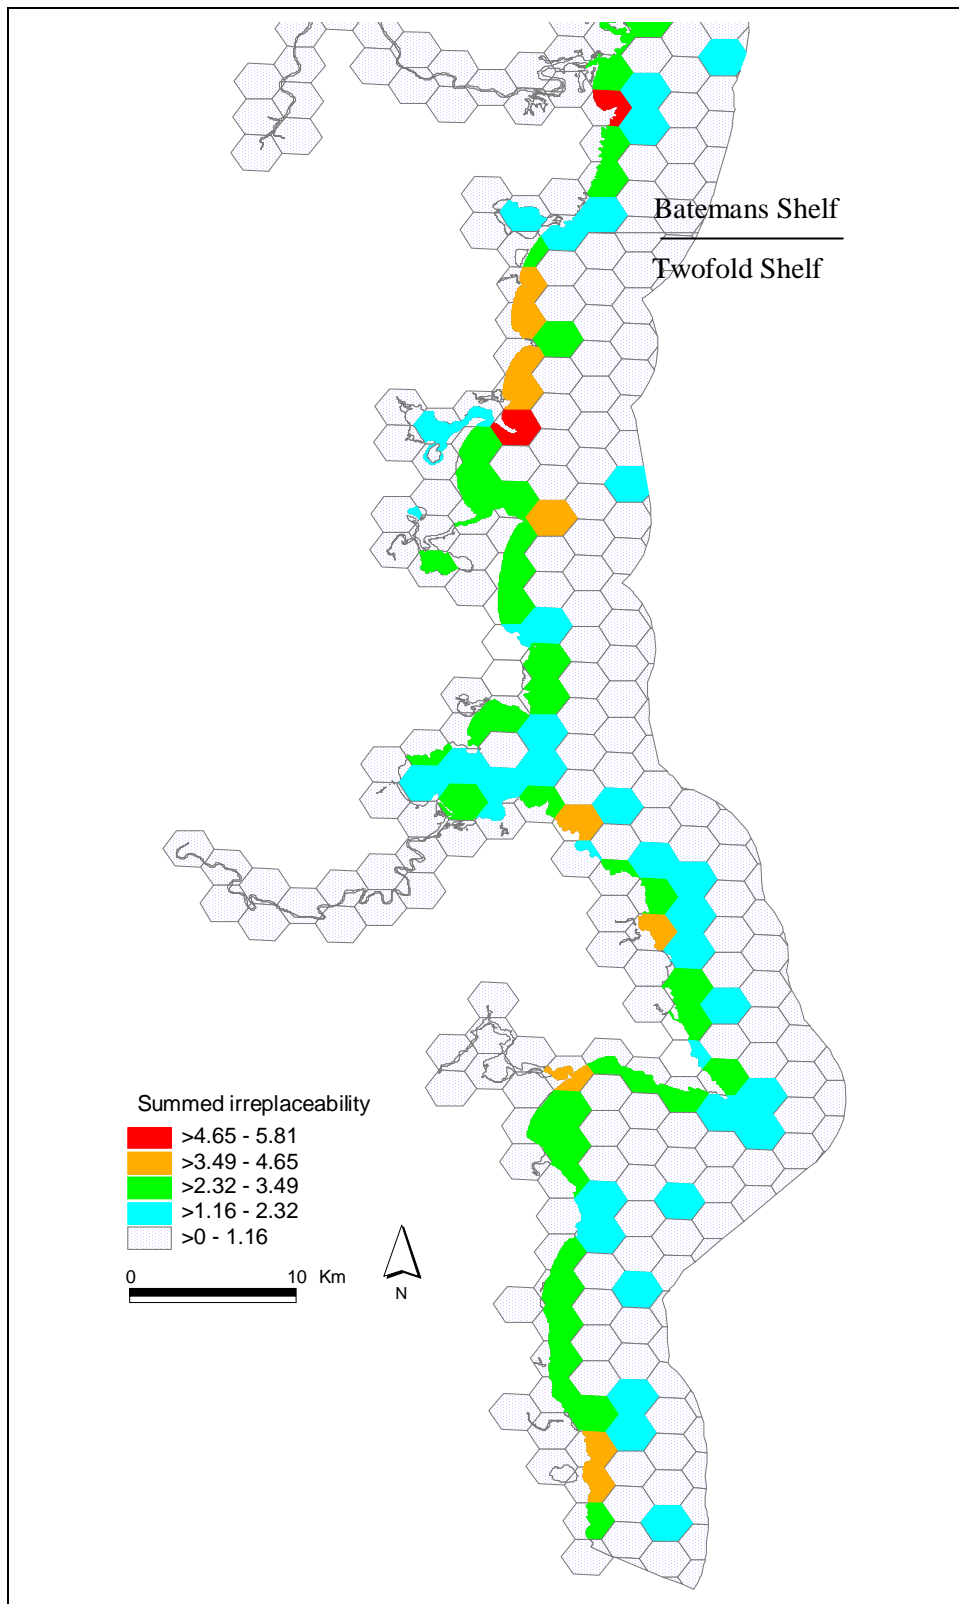 Batemans Shelf
Twofold Shelf
Summed irreplaceability
>4.65 - 5.81
>3.49 - 4.65
>2.32 - 3.49
>1.16 - 2.32
>0 - 1.16
0 10 Km
N